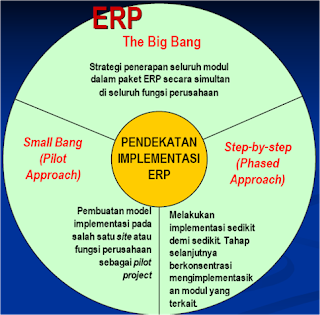 ERP
The Big Bang
Strategi penerapan seluruh modul
dalam paket ERP secara simultan
di seluruh fungsi perusahaan
Small Bang
(Pilot
Approach)
PENDEKATAN
IMPLEMENTASI
ERP
Step-by-step
(Phased
Approach)
Pembuatan model
implementasi pada
salah satu site atau
fungsi perusahaan
sebagai pilot
project
Melakukan
implementasi sedikit
demi sedikit. Tahap
selanjutnya
berkonsentrasi
mengimplementasik
an modul yang
terkait.